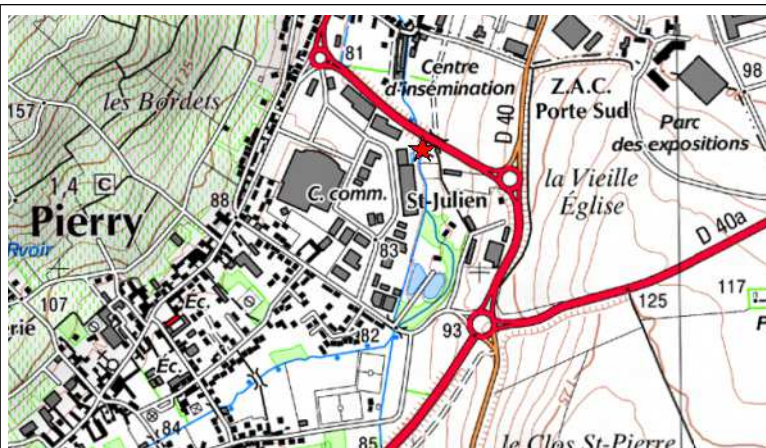 81
Centre
d'insémination
Z.A.C.
Porte Sud
98
les Bordets
157
D 40
Parc
des expositions
1,4
C
C. comm.
St-Julien
la Vieille
Église
88
Pierry
Rvoir
83
D 40a
107
Éc.
82
93
125
117
Éc.
84
85
le Clos St-Pierre